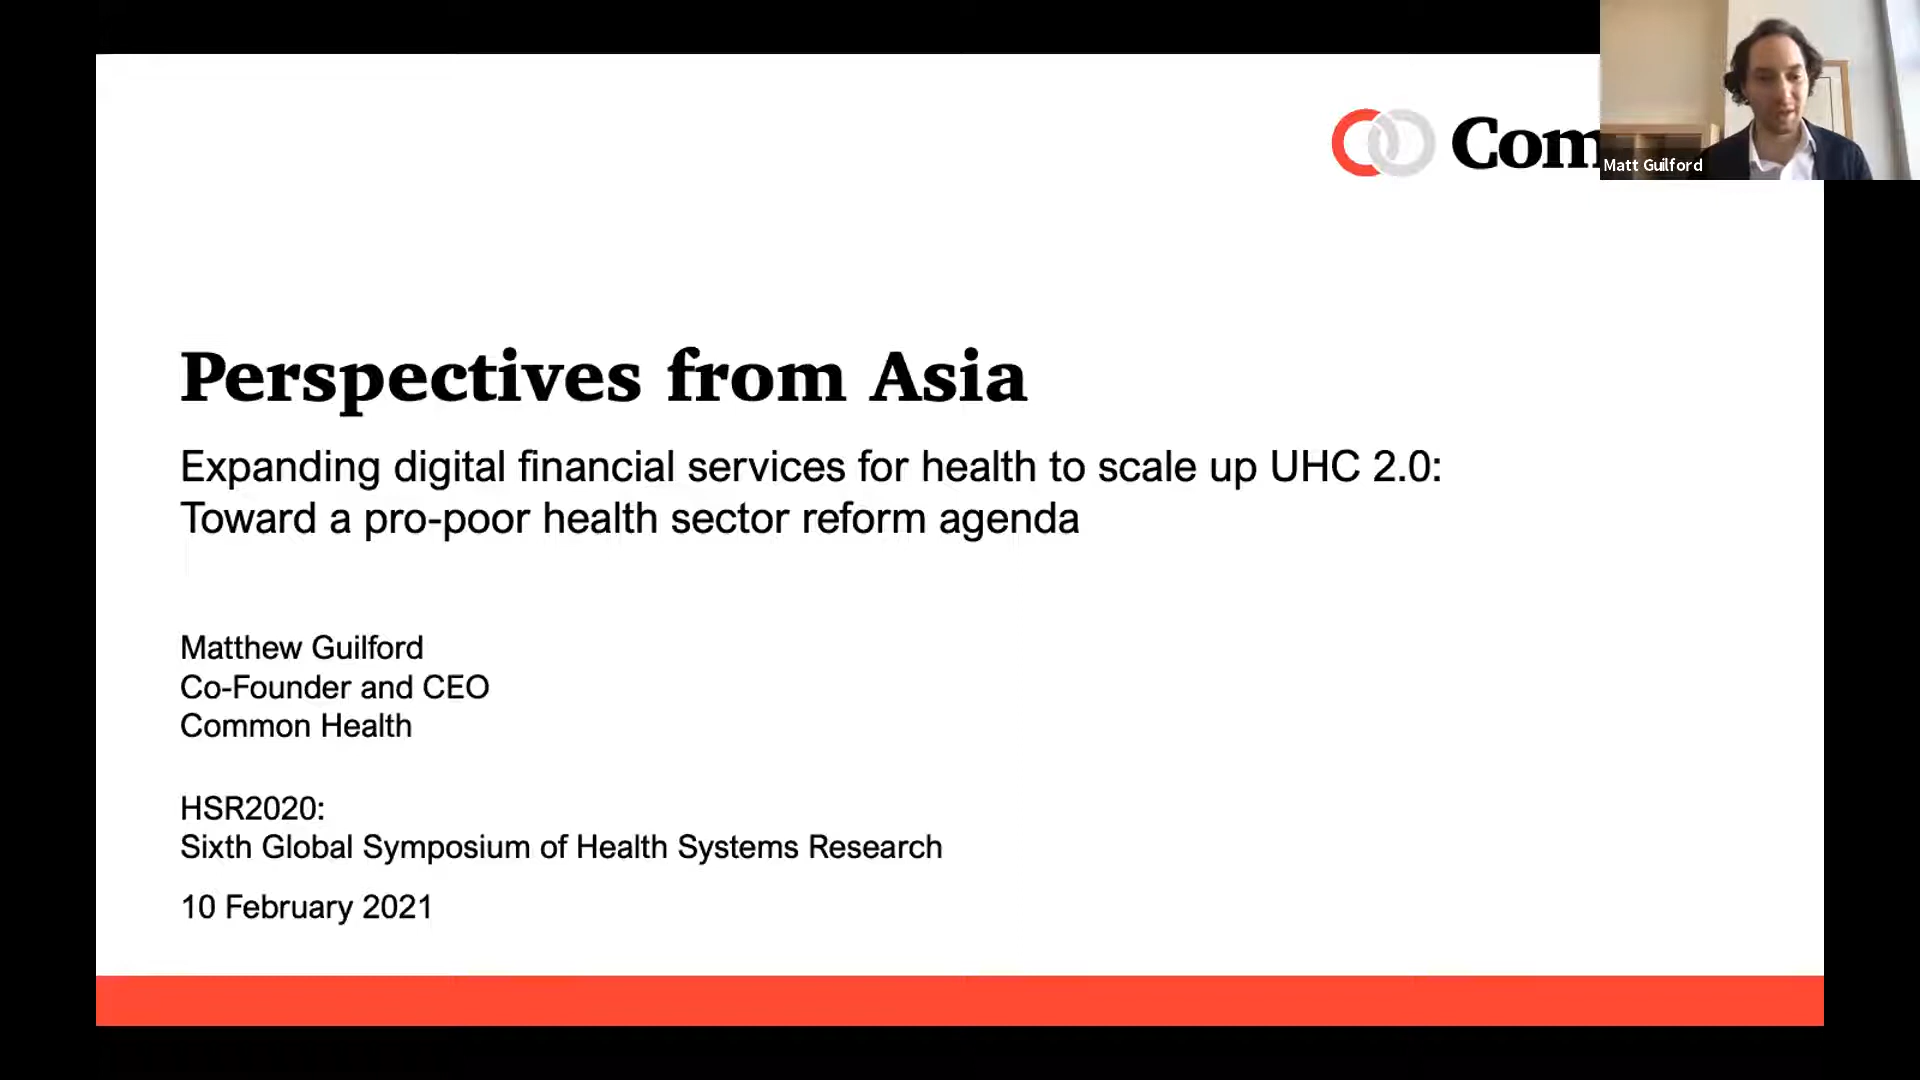 Com
Matt Guilford
Perspectives from Asia
Expanding digital financial services for health to scale up UHC 2.0:
Toward a pro-poor health sector reform agenda
Matthew Guilford
Co-Founder and CEO
Common Health
HSR2020:
Sixth Global Symposium of Health Systems Research
10 February 2021